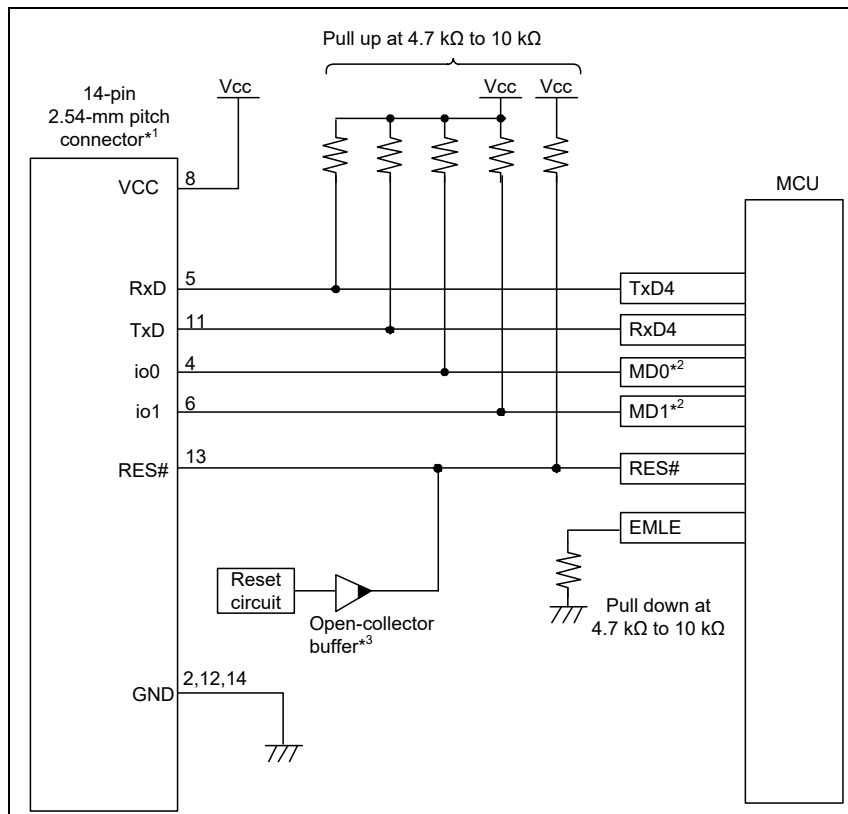 Pull up at 4.7 kΩ to 10 kΩ
14-pin
2.54-mm pitch
connector*1
Vcc
Vcc
Vcc
MCU
VCC
8
RxD
5
TxD4
TxD
11
RxD4
io0
4
MD0*2
io1
6
MD1*2
RES#
13
RES#
EMLE
Reset
circuit
Open-collector
buffer*3
Pull down at
4.7 kΩ to 10 kΩ
GND
2,12,14